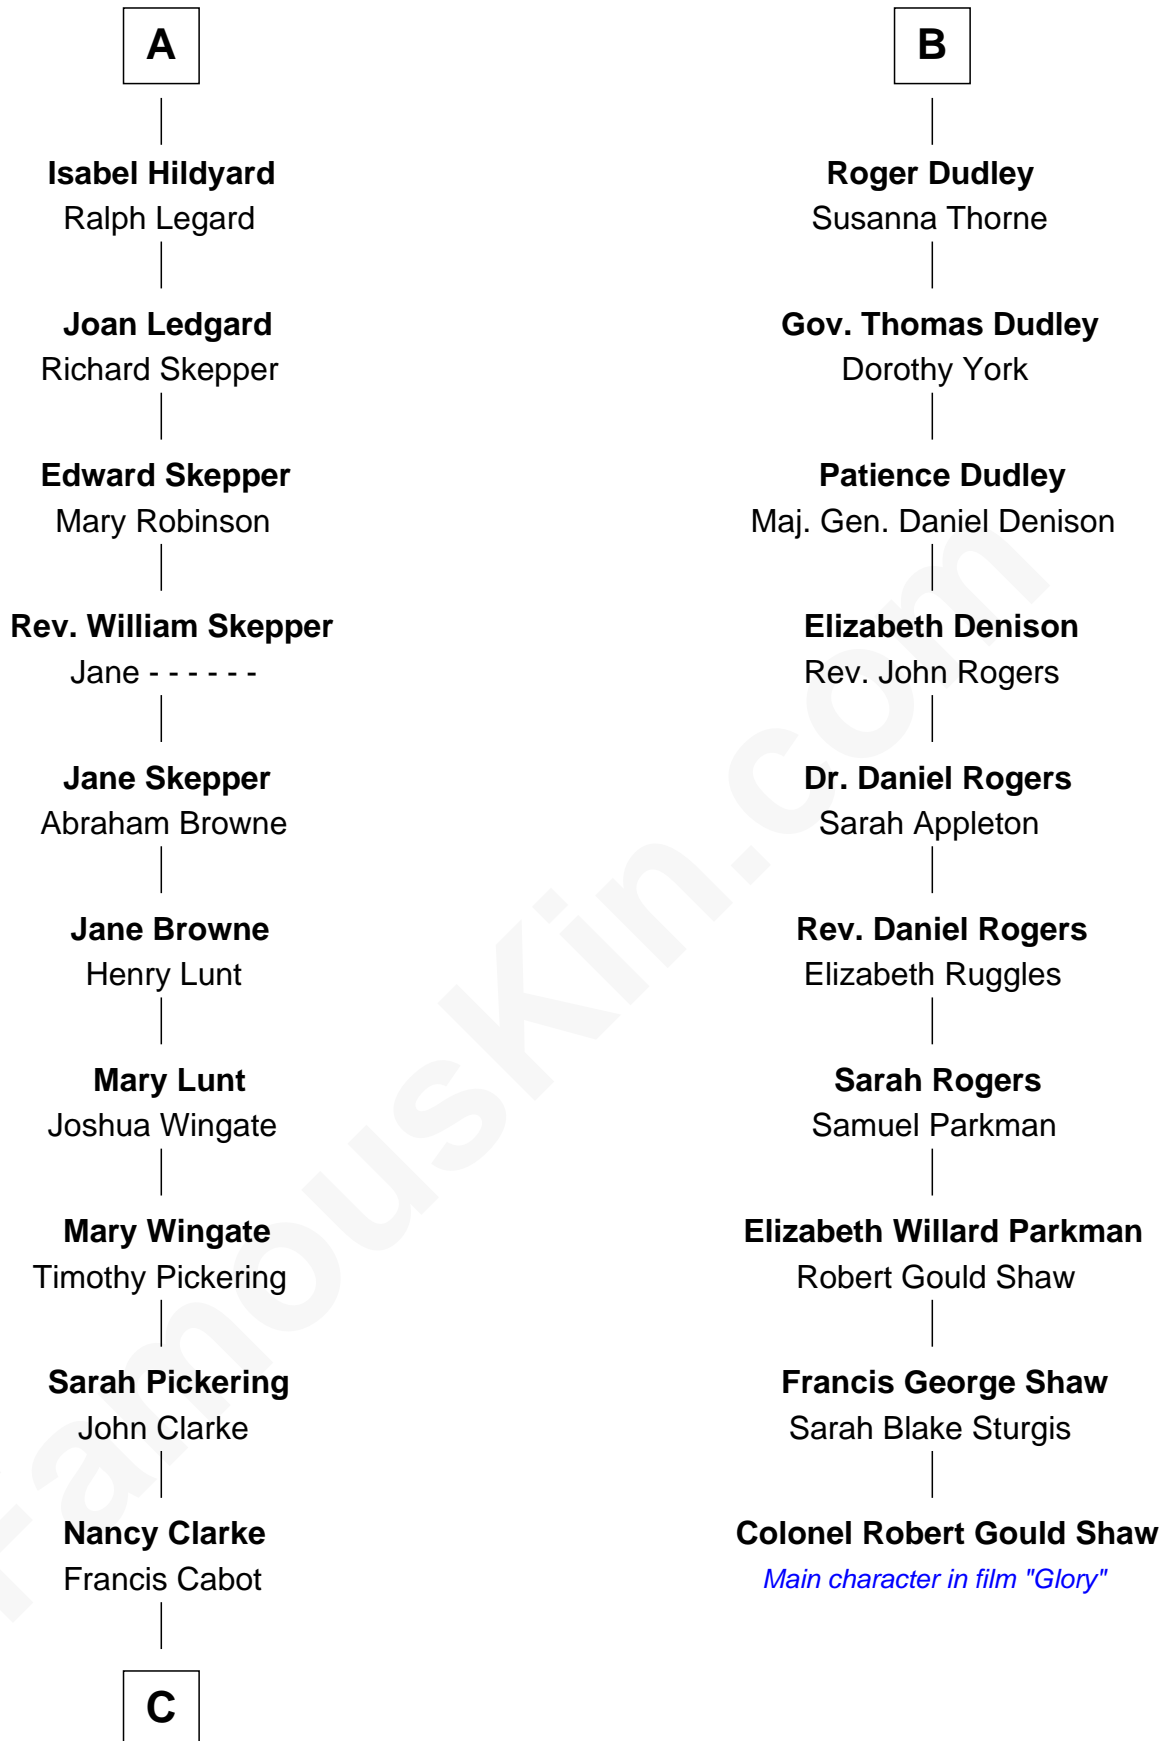 A
Isabel Hildyard
Ralph Legard
Joan Ledgard
Richard Skepper
Edward Skepper
Mary Robinson
Rev. William Skepper
Jane - - - - - -
Jane Skepper
Abraham Browne
Jane Browne
Henry Lunt
Mary Lunt
Joshua Wingate
Mary Wingate
Timothy Pickering
Sarah Pickering
John Clarke
Nancy Clarke
Francis Cabot
C
B
Roger Dudley
Susanna Thorne
Gov. Thomas Dudley
Dorothy York
Patience Dudley
Maj. Gen. Daniel Denison
Elizabeth Denison
Rev. John Rogers
Dr. Daniel Rogers
Sarah Appleton
Rev. Daniel Rogers
Elizabeth Ruggles
Sarah Rogers
Samuel Parkman
Elizabeth Willard Parkman
Robert Gould Shaw
Francis George Shaw
Sarah Blake Sturgis
Colonel Robert Gould Shaw
Main character in film "Glory"
FamousKin.com